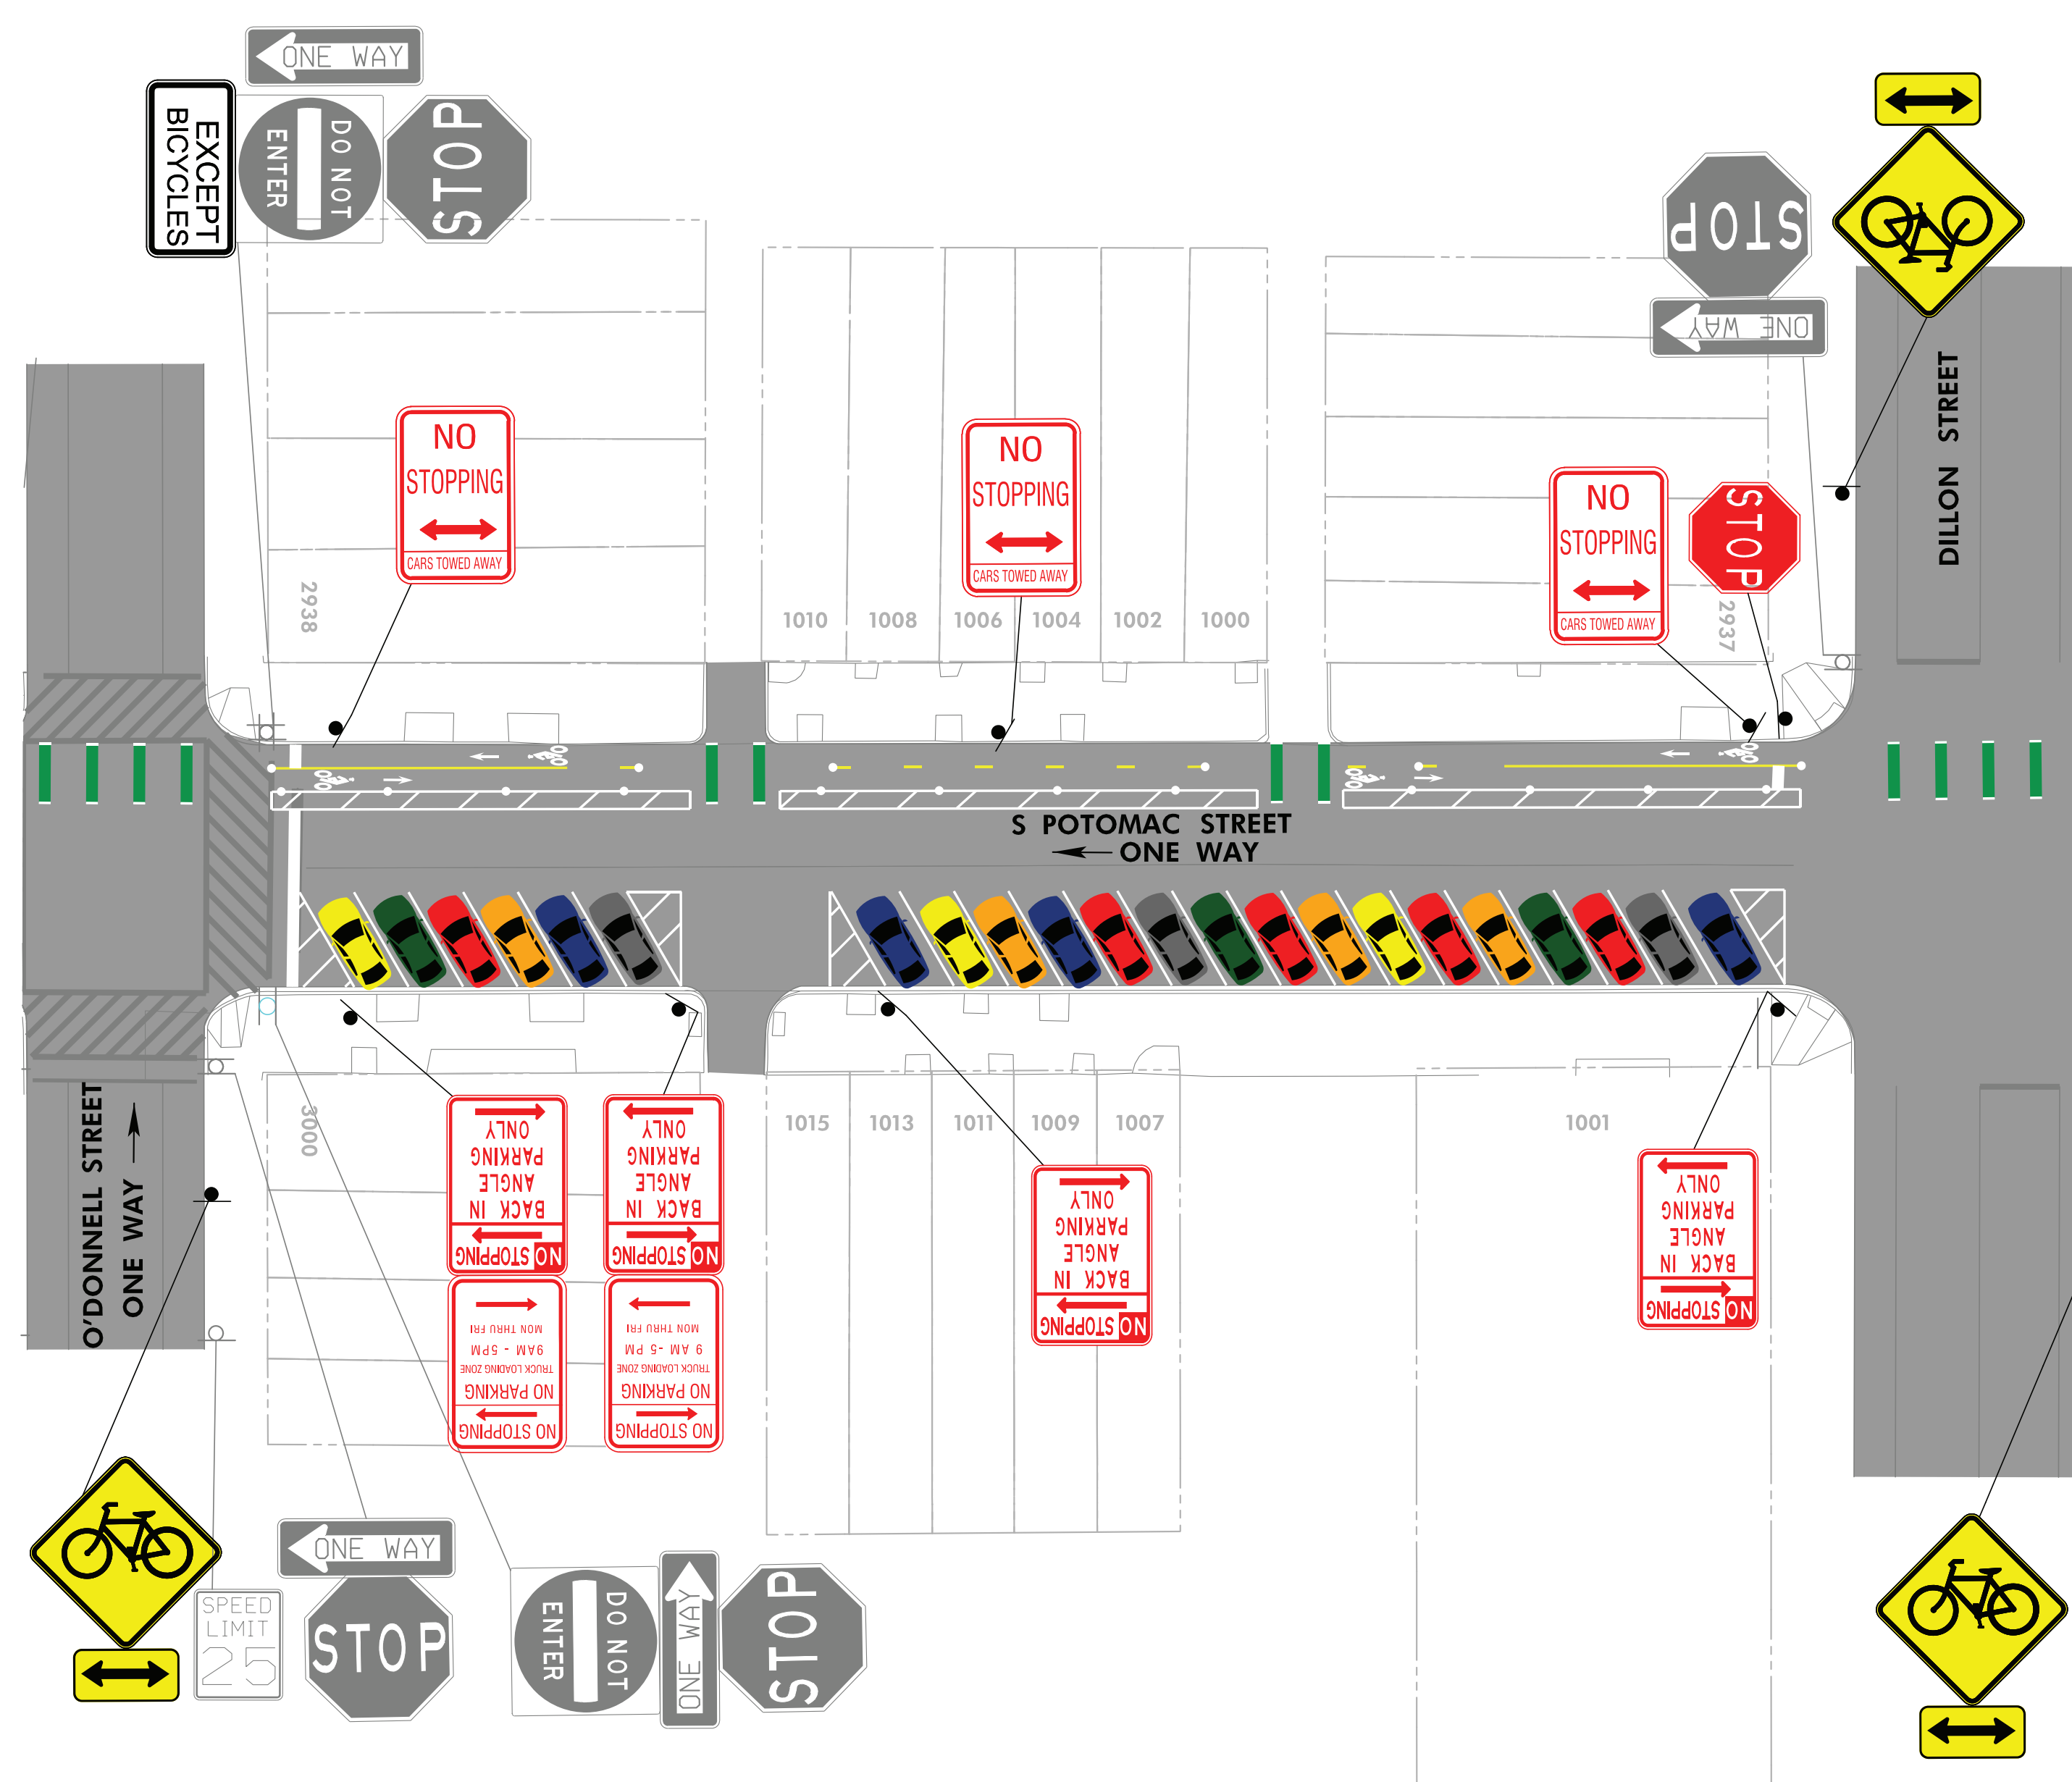 ONE WAY
EXCEPT
BICYCLES
DO NOT
ENTER
STOP
STOP
ONE WAY
DILLON STREET
NO
STOPPING
CARS TOWED AWAY
NO
STOPPING
CARS TOWED AWAY
NO
STOPPING
CARS TOWED AWAY
STOP
2938
1010
1008
1006
1004
1002
1000
2937
S POTOMAC STREET
ONE WAY
O'DONNELL STREET
ONE WAY
3000
1015
1013
1011
1009
1007
1001
NO STOPPING
BACK IN
ANGLE
PARKING
ONLY
NO STOPPING
BACK IN
ANGLE
PARKING
ONLY
NO STOPPING
BACK IN
ANGLE
PARKING
ONLY
NO STOPPING
BACK IN
ANGLE
PARKING
ONLY
NO STOPPING
NO PARKING
TRUCK LOADING ZONE
9AM - 5PM
MON THRU FRI
NO STOPPING
NO PARKING
TRUCK LOADING ZONE
9 AM -5 PM
MON THRU FRI
SPEED
LIMIT
25
ONE WAY
STOP
DO NOT
ENTER
ONE WAY
STOP